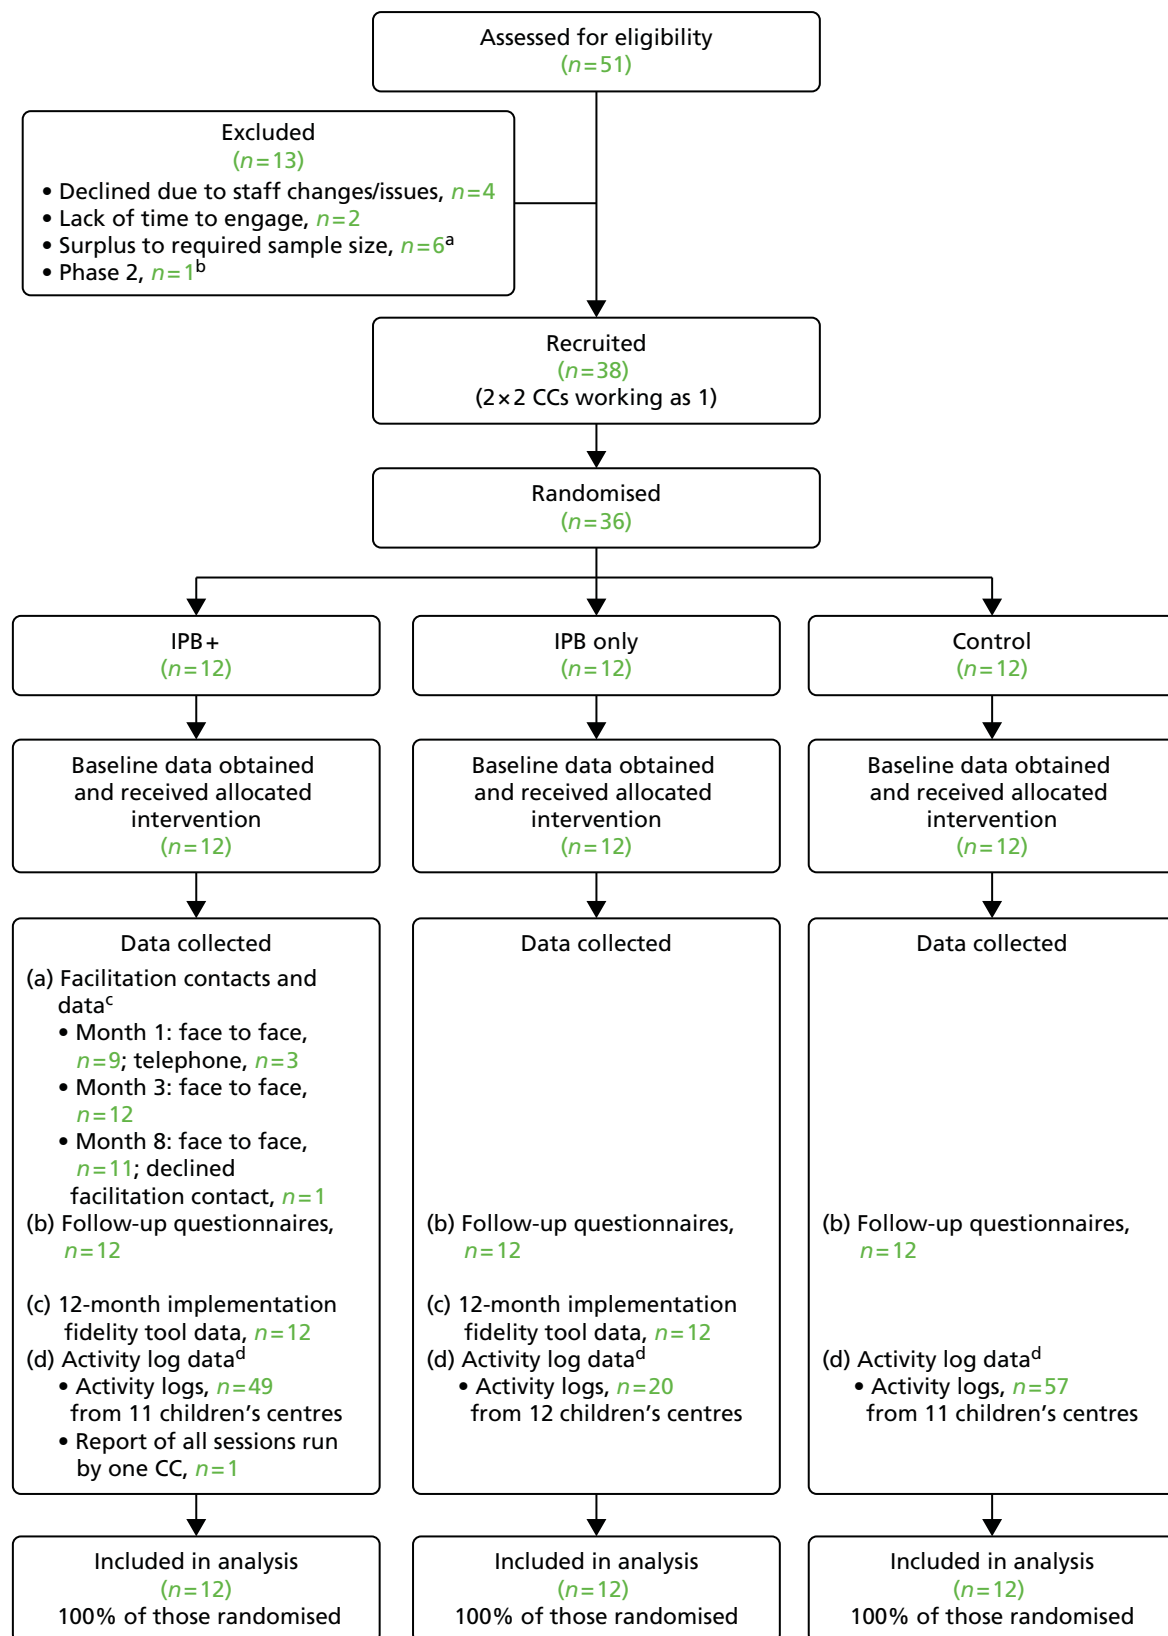 Assessed for eligibility
(n=51)
Excluded
(n=13)
• Declined due to staff changes/issues, n=4
• Lack of time to engage, n=2
• Surplus to required sample size, n=6a
• Phase 2, n=1b
Recruited
(n=38)
(2×2 CCs working as 1)
Randomised
(n=36)
IPB+
(n=12)
IPB only
(n=12)
Control
(n=12)
Baseline data obtained
and received allocated
intervention
(n=12)
Baseline data obtained
and received allocated
intervention
(n=12)
Baseline data obtained
and received allocated
intervention
(n=12)
Data collected
(a) Facilitation contacts and
datac
• Month 1: face to face,
n=9; telephone, n=3
• Month 3: face to face,
n=12
• Month 8: face to face,
n=11; declined
facilitation contact, n=1
(b) Follow-up questionnaires,
n=12
(c) 12-month implementation
fidelity tool data, n=12
(d) Activity log datad
• Activity logs, n=49
from 11 children's centres
• Report of all sessions run
by one CC, n=1
Data collected
(b) Follow-up questionnaires,
n=12
(c) 12-month implementation
fidelity tool data, n=12
(d) Activity log datad
• Activity logs, n=20
from 12 children's centres
Data collected
(b) Follow-up questionnaires,
n=12
(d) Activity log datad
• Activity logs, n=57
from 11 children's centres
Included in analysis
(n=12)
100% of those randomised
Included in analysis
(n=12)
100% of those randomised
Included in analysis
(n=12)
100% of those randomised